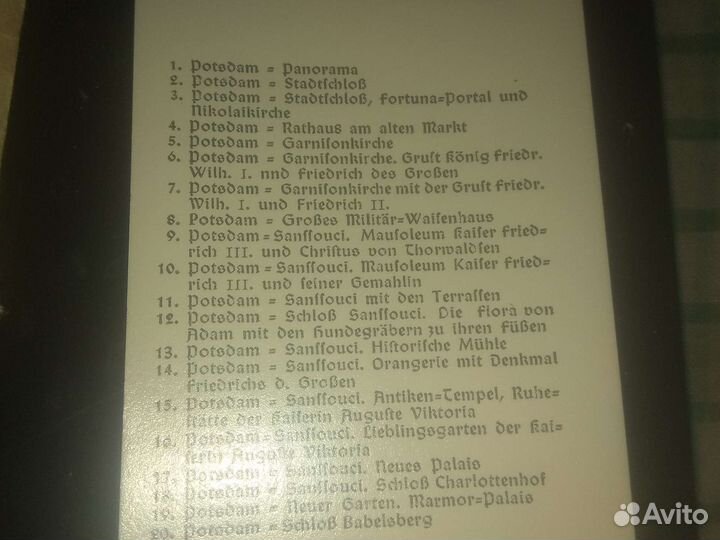 1. Potsdam = Panorama
2. Potsdam = Stadtſchloß
3. Potsdam = Stadtſchloß, Fortuna=Portal und
Nikolaikirche
4. Potsdam = Rathaus am alten Markt
5. Potsdam = Garniſonkirche
6. Potsdam = Garniſonkirche. Gruft König Friedr.
Wilh. I. nnd Friedrich des Großen
7. Potsdam = Garniſonkirche mit der Gruft Friedr.
Wilh. I. und Friedrich II.
8. Potsdam = Großes Militär=Waiſenhaus
9. Potsdam = Sansſouci. Mauſoleum Kaiſer Fried=
rich III. und Chriſtus von Thorwaldſen
10. Potsdam = Sansſouci. Mauſoleum Kaiſer Fried=
rich III. und ſeiner Gemahlin
11. Potsdam = Sansſouci mit den Terraſſen
12. Potsdam = Schloß Sansſouci. Die Flora von
Adam mit den Hundegräbern zu ihren Füßen
13. Potsdam = Sansſouci. Hiſtoriſche Mühle
14. Potsdam = Sansſouci. Orangerie mit Denkmal
Friedrichs d. Großen
15. Potsdam = Sansſouci. Antiken=Tempel, Ruhe=
ſtätte der Kaiſerin Auguſte Viktoria
16. Potsdam = Sansſouci. Lieblingsgarten der Kai=
ſerin Auguſte Viktoria
17. Potsdam = Sansſouci. Neues Palais
18. Potsdam = Sansſouci. Schloß Charlottenhof
19. Potsdam = Neuer Garten. Marmor=Palais
20. Potsdam = Schloß Babelsberg
Avito